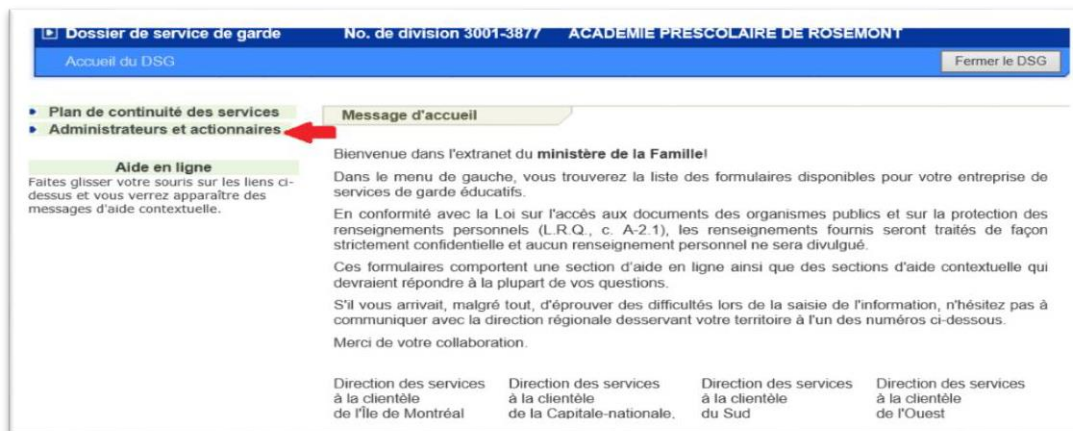 Dossier de service de garde No. de division 3001-3877 ACADEMIE PRESCOLAIRE DE ROSEMONT
Accueil du DSG Fermer le DSG
Plan de continuité des services
Administrateurs et actionnaires
Aide en ligne
Faites glisser votre souris sur les liens ci-
dessus et vous verrez apparaître des
messages d'aide contextuelle.
Message d'accueil
Bienvenue dans l'extranet du ministère de la Famille!
Dans le menu de gauche, vous trouverez la liste des formulaires disponibles pour votre entreprise de
services de garde éducatifs.
En conformité avec la Loi sur l'accès aux documents des organismes publics et sur la protection des
renseignements personnels (L.R.Q., c. A-2.1), les renseignements fournis seront traités de façon
strictement confidentielle et aucun renseignement personnel ne sera divulgué.
Ces formulaires comportent une section d'aide en ligne ainsi que des sections d'aide contextuelle qui
devraient répondre à la plupart de vos questions.
S'il vous arrivait, malgré tout, d'éprouver des difficultés lors de la saisie de l'information, n'hésitez pas à
communiquer avec la direction régionale desservant votre territoire à l'un des numéros ci-dessous.
Merci de votre collaboration.
Direction des services
à la clientèle
de l'Île de Montréal
Direction des services
à la clientèle
de la Capitale-nationale,
Direction des services
à la clientèle
du Sud
Direction des services
à la clientèle
de l'Ouest